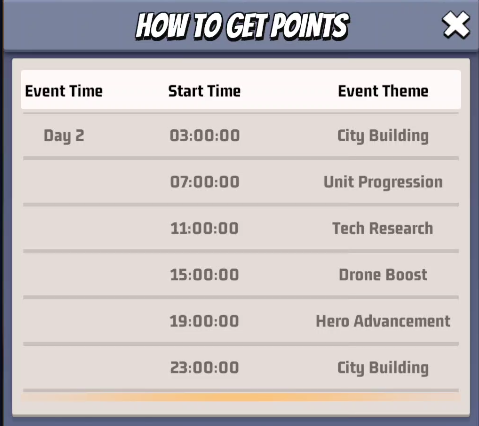 HOW TO GET POINTS
Event Time Start Time Event Theme
Day 2 03:00:00 City Building
07:00:00 Unit Progression
11:00:00 Tech Research
15:00:00 Drone Boost
19:00:00 Hero Advancement
23:00:00 City Building